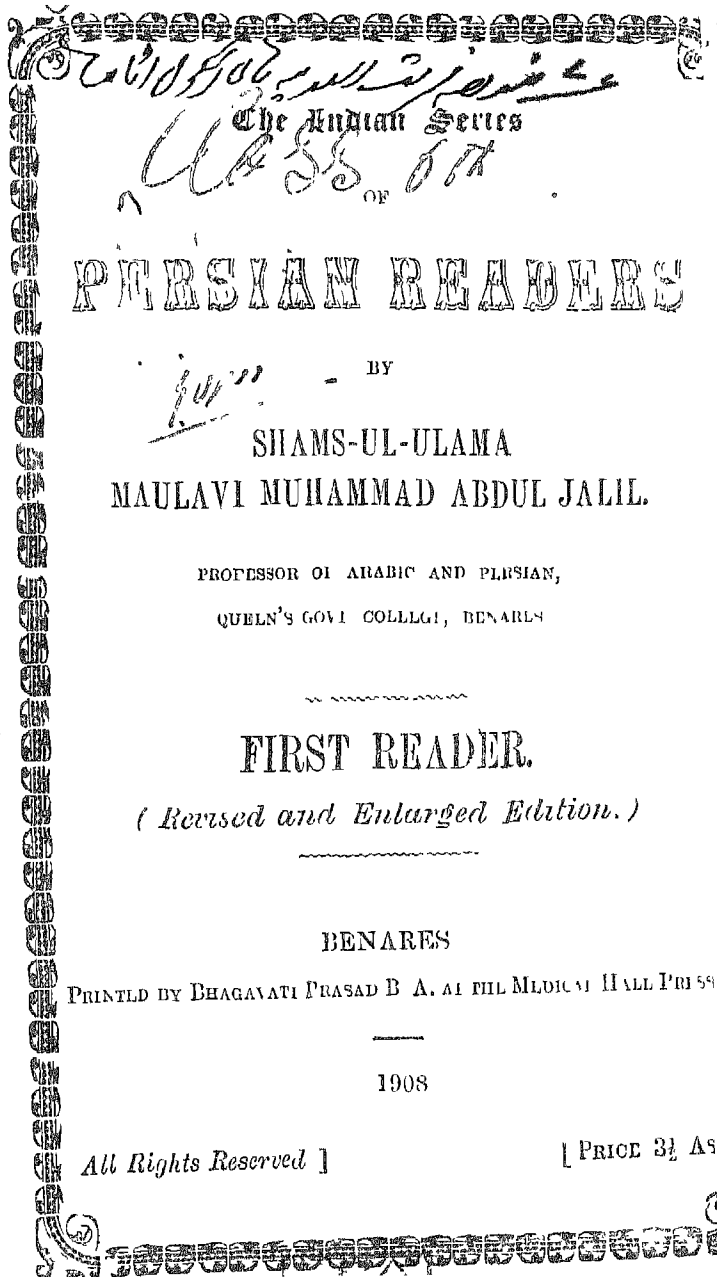 The Indian Series
Class 6th
OF
PERSIAN READERS
BY
SHAMS-UL-ULAMA
MAULAVI MUHAMMAD ABDUL JALIL.
PROFESSOR OF ARABIC AND PERSIAN,
QUEEN'S GOVT COLLEGE, BENARES
FIRST READER.
(Revised and Enlarged Edition.)
BENARES
PRINTED BY BHAGAVATI PRASAD B A. AT THE MEDICAL HALL PRESS
1908
All Rights Reserved ]
[ PRICE 3½ As